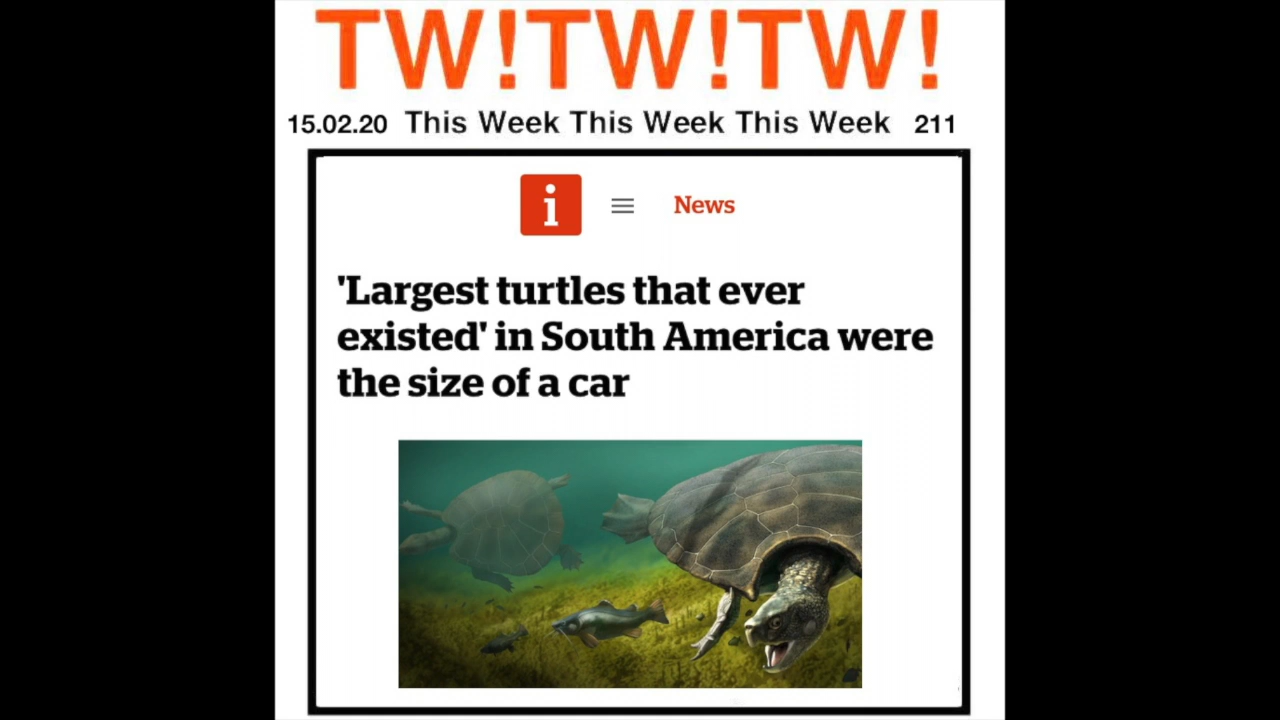 TW!TW!TW!
15.02.20 This Week This Week This Week 211
i News
'Largest turtles that ever
existed' in South America were
the size of a car